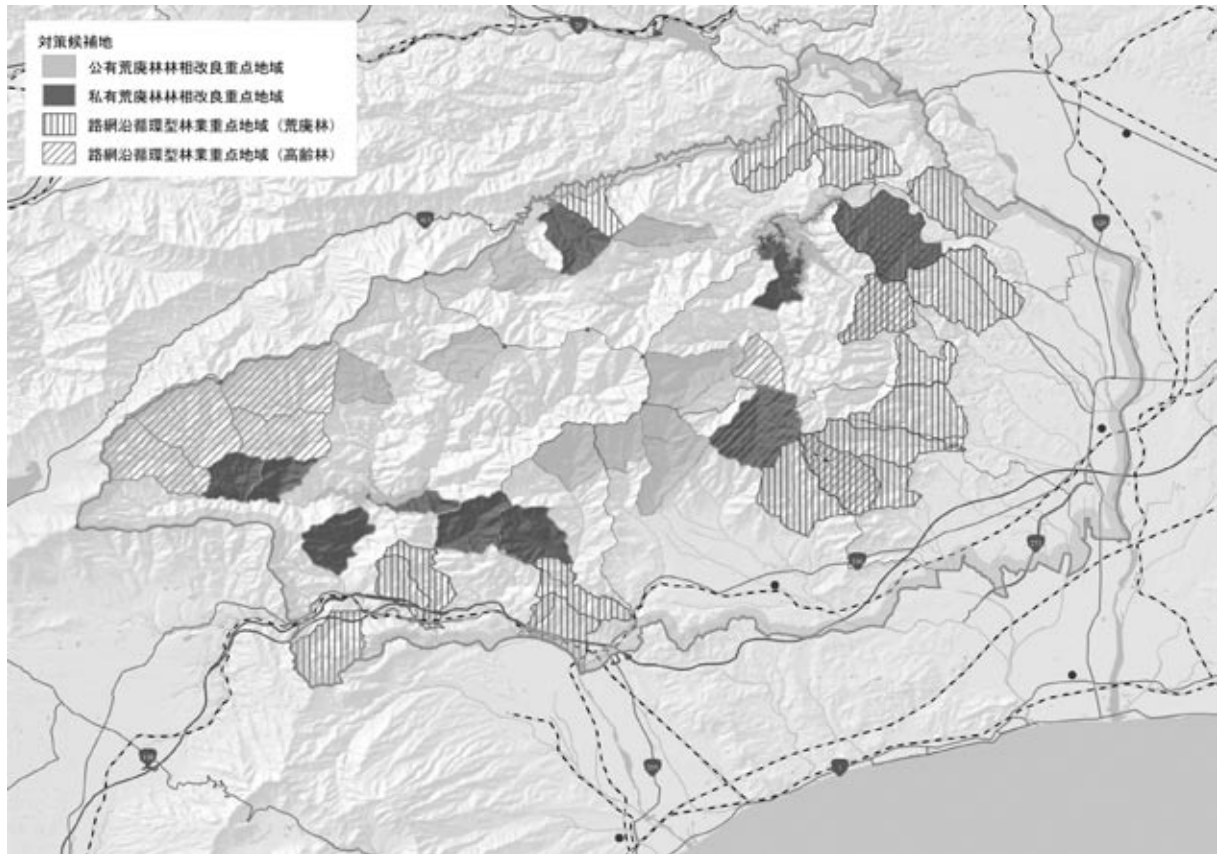 対策候補地
公有荒廃林林相改良重点地域
私有荒廃林林相改良重点地域
路網沿循環型林業重点地域（荒廃林）
路網沿循環型林業重点地域（高齢林）